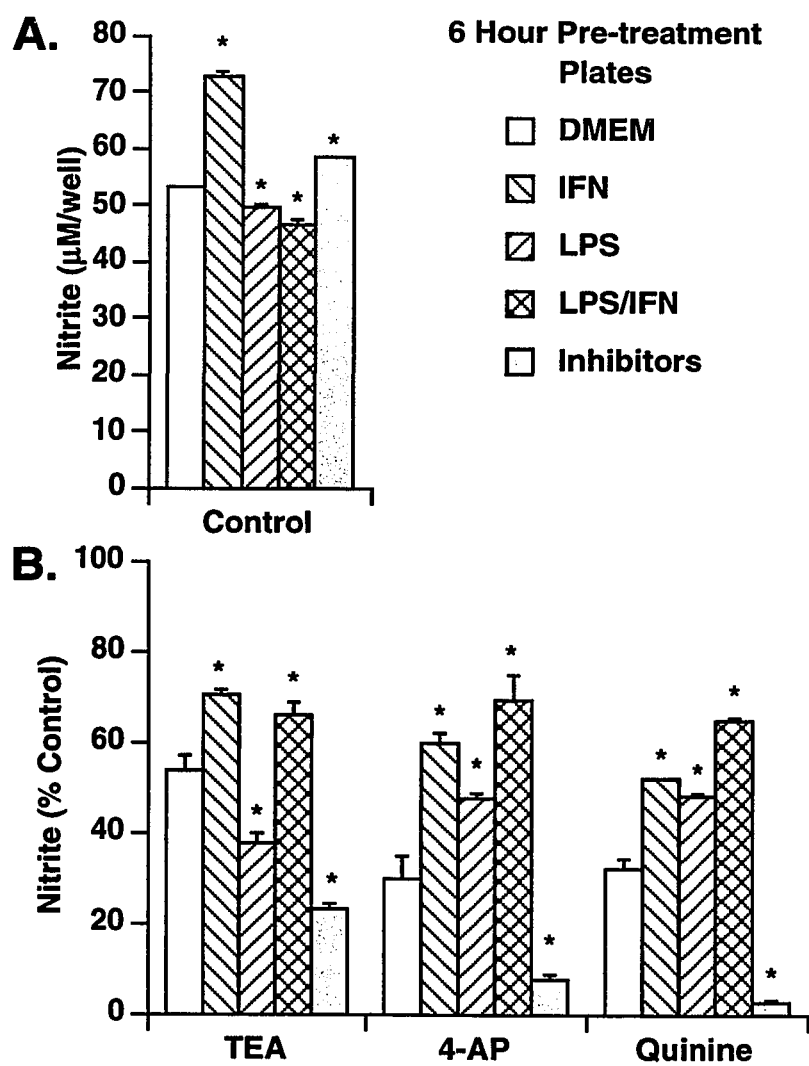 A.
80
70
60
50
40
30
20
10
0
Nitrite (μM/well)
*
*
*
*
Control
6 Hour Pre-treatment
Plates
DMEM
IFN
LPS
LPS/IFN
Inhibitors
B.
100
80
60
40
20
0
Nitrite (% Control)
*
*
*
*
*
*
*
*
*
*
*
*
TEA
4-AP
Quinine